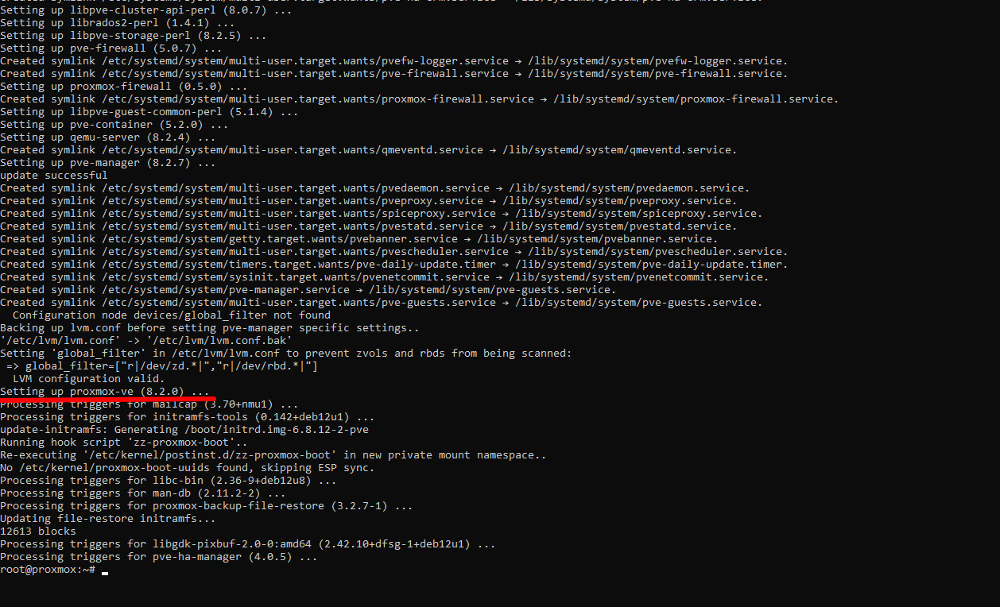 Setting up libpve-cluster-api-perl (8.0.7) ...
Setting up librados2-perl (1.4.1) ...
Setting up libpve-storage-perl (8.2.5) ...
Setting up pve-firewall (5.0.7) ...
Created symlink /etc/systemd/system/multi-user.target.wants/pvefw-logger.service → /lib/systemd/system/pvefw-logger.service.
Created symlink /etc/systemd/system/multi-user.target.wants/pve-firewall.service → /lib/systemd/system/pve-firewall.service.
Setting up proxmox-firewall (0.5.0) ...
Created symlink /etc/systemd/system/multi-user.target.wants/proxmox-firewall.service → /lib/systemd/system/proxmox-firewall.service.
Setting up libpve-guest-common-perl (5.1.4) ...
Setting up pve-container (5.2.0) ...
Setting up qemu-server (8.2.4) ...
Created symlink /etc/systemd/system/multi-user.target.wants/qmeventd.service → /lib/systemd/system/qmeventd.service.
Setting up pve-manager (8.2.7) ...
update successful
Created symlink /etc/systemd/system/multi-user.target.wants/pvedaemon.service → /lib/systemd/system/pvedaemon.service.
Created symlink /etc/systemd/system/multi-user.target.wants/pveproxy.service → /lib/systemd/system/pveproxy.service.
Created symlink /etc/systemd/system/multi-user.target.wants/spiceproxy.service → /lib/systemd/system/spiceproxy.service.
Created symlink /etc/systemd/system/multi-user.target.wants/pvestatd.service → /lib/systemd/system/pvestatd.service.
Created symlink /etc/systemd/system/getty.target.wants/pvebanner.service → /lib/systemd/system/pvebanner.service.
Created symlink /etc/systemd/system/multi-user.target.wants/pvescheduler.service → /lib/systemd/system/pvescheduler.service.
Created symlink /etc/systemd/system/timers.target.wants/pve-daily-update.timer → /lib/systemd/system/pve-daily-update.timer.
Created symlink /etc/systemd/system/sysinit.target.wants/pvenetcommit.service → /lib/systemd/system/pvenetcommit.service.
Created symlink /etc/systemd/system/pve-manager.service → /lib/systemd/system/pve-guests.service.
Created symlink /etc/systemd/system/multi-user.target.wants/pve-guests.service → /lib/systemd/system/pve-guests.service.
  Configuration node devices/global_filter not found
Backing up lvm.conf before setting pve-manager specific settings..
'/etc/lvm/lvm.conf' -> '/etc/lvm/lvm.conf.bak'
Setting 'global_filter' in /etc/lvm/lvm.conf to prevent zvols and rbds from being scanned:
 => global_filter=["r|/dev/zd.*|","r|/dev/rbd.*|"]
  LVM configuration valid.
Setting up proxmox-ve (8.2.0) ...
Processing triggers for mailcap (3.70+nmu1) ...
Processing triggers for initramfs-tools (0.142+deb12u1) ...
update-initramfs: Generating /boot/initrd.img-6.8.12-2-pve
Running hook script 'zz-proxmox-boot'..
Re-executing '/etc/kernel/postinst.d/zz-proxmox-boot' in new private mount namespace..
No /etc/kernel/proxmox-boot-uuids found, skipping ESP sync.
Processing triggers for libc-bin (2.36-9+deb12u8) ...
Processing triggers for man-db (2.11.2-2) ...
Processing triggers for proxmox-backup-file-restore (3.2.7-1) ...
Updating file-restore initramfs...
12613 blocks
Processing triggers for libgdk-pixbuf-2.0-0:amd64 (2.42.10+dfsg-1+deb12u1) ...
Processing triggers for pve-ha-manager (4.0.5) ...
root@proxmox:~#